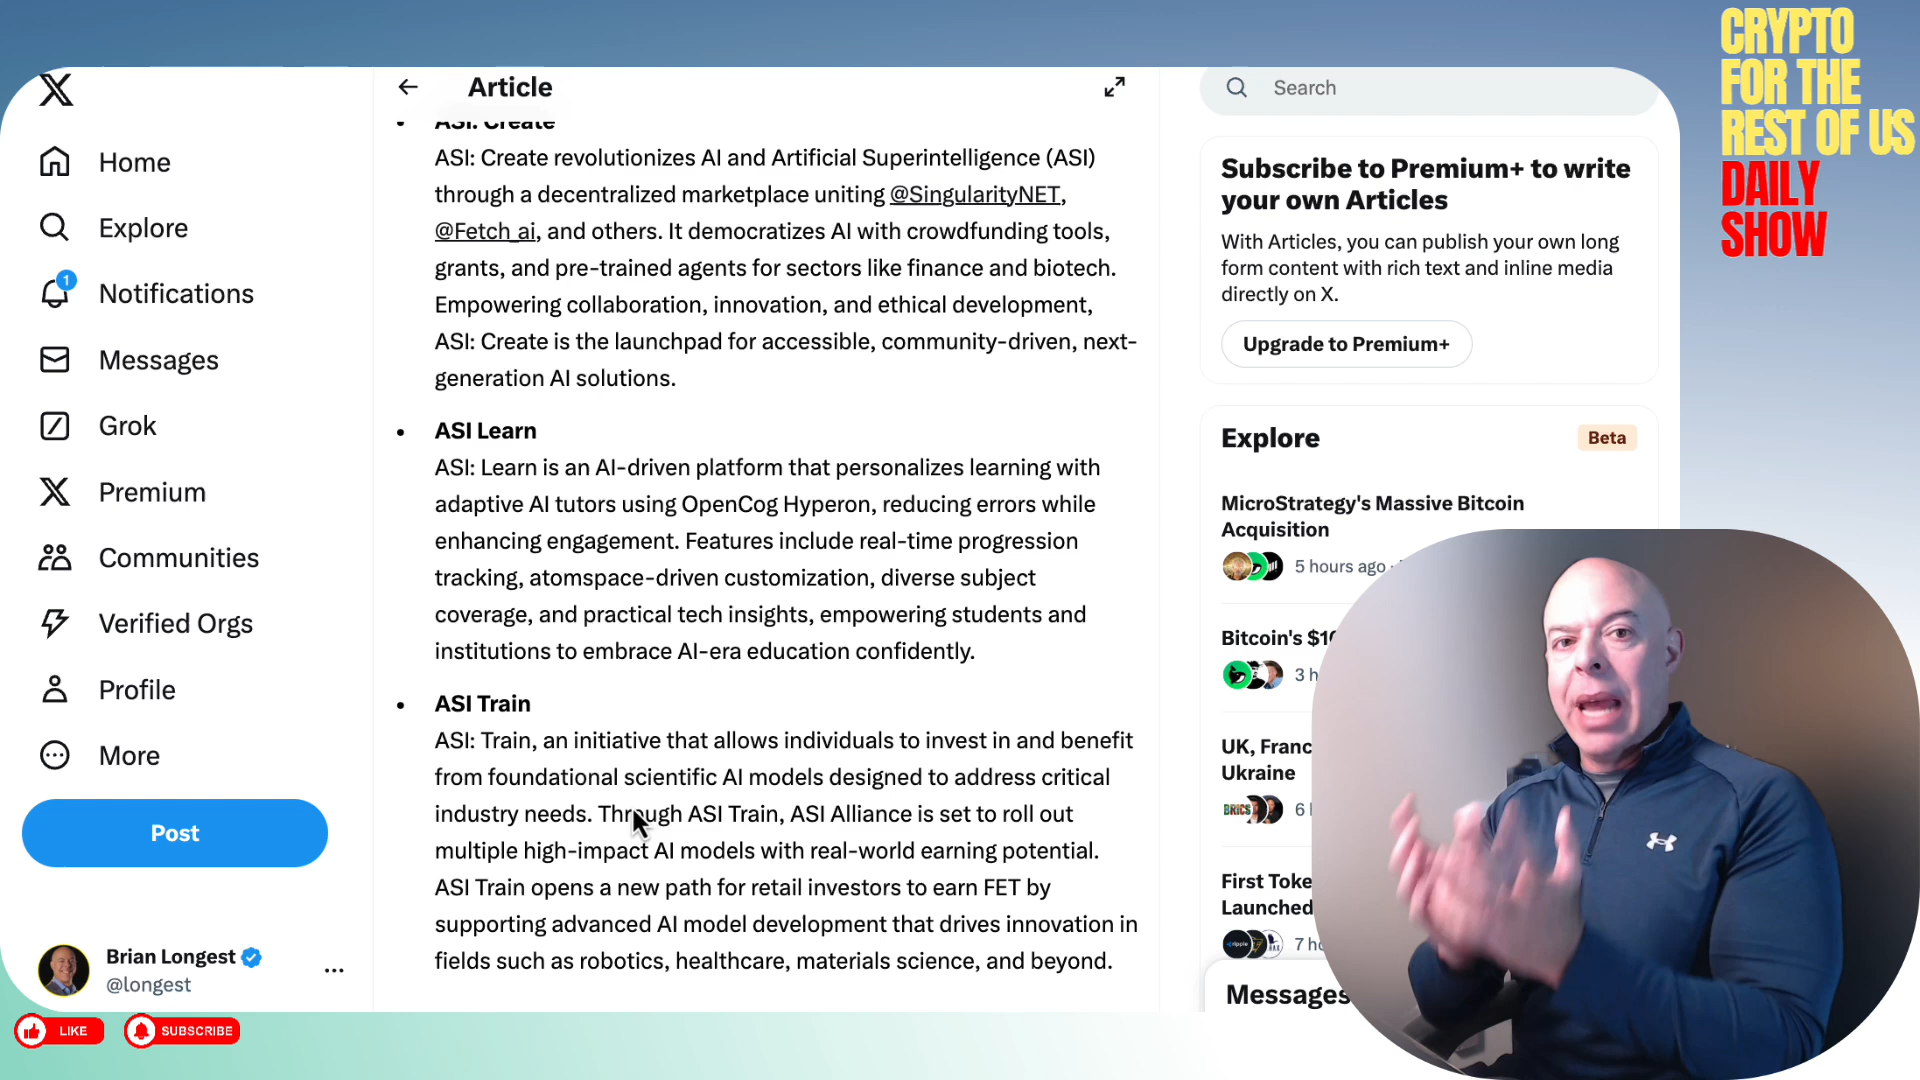 CRYPTO
FOR THE
REST OF US
DAILY
SHOW
Home
Explore
1
Notifications
Messages
Grok
Premium
Communities
Verified Orgs
Profile
More
Post
Brian Longest
@longest
LIKE
SUBSCRIBE
Article
ASI: Create
ASI: Create revolutionizes AI and Artificial Superintelligence (ASI)
through a decentralized marketplace uniting @SingularityNET,
@Fetch_ai, and others. It democratizes AI with crowdfunding tools,
grants, and pre-trained agents for sectors like finance and biotech.
Empowering collaboration, innovation, and ethical development,
ASI: Create is the launchpad for accessible, community-driven, next-
generation AI solutions.
• ASI Learn
ASI: Learn is an AI-driven platform that personalizes learning with
adaptive AI tutors using OpenCog Hyperon, reducing errors while
enhancing engagement. Features include real-time progression
tracking, atomspace-driven customization, diverse subject
coverage, and practical tech insights, empowering students and
institutions to embrace AI-era education confidently.
• ASI Train
ASI: Train, an initiative that allows individuals to invest in and benefit
from foundational scientific AI models designed to address critical
industry needs. Through ASI Train, ASI Alliance is set to roll out
multiple high-impact AI models with real-world earning potential.
ASI Train opens a new path for retail investors to earn FET by
supporting advanced AI model development that drives innovation in
fields such as robotics, healthcare, materials science, and beyond.
Search
Subscribe to Premium+ to write
your own Articles
With Articles, you can publish your own long
form content with rich text and inline media
directly on X.
Upgrade to Premium+
Explore
Beta
MicroStrategy's Massive Bitcoin
Acquisition
5 hours ago
Bitcoin's
3
UK,
Ukraine
BRICS
6
First
Launched
ripple
7
Messages